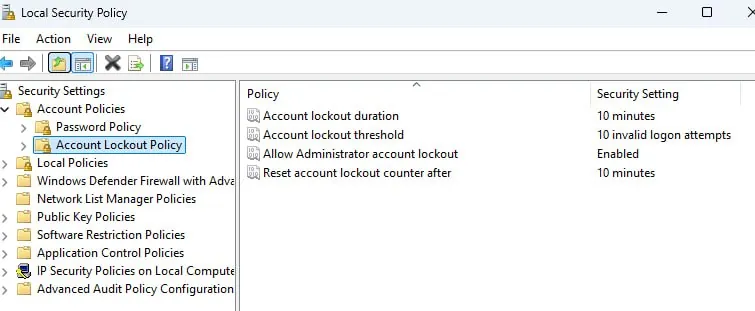 Local Security Policy
File Action View Help
Security Settings
Account Policies
Password Policy
Account Lockout Policy
Local Policies
Windows Defender Firewall with Adva
Network List Manager Policies
Public Key Policies
Software Restriction Policies
Application Control Policies
IP Security Policies on Local Compute
Advanced Audit Policy Configuration
Policy Security Setting
Account lockout duration 10 minutes
Account lockout threshold 10 invalid logon attempts
Allow Administrator account lockout Enabled
Reset account lockout counter after 10 minutes